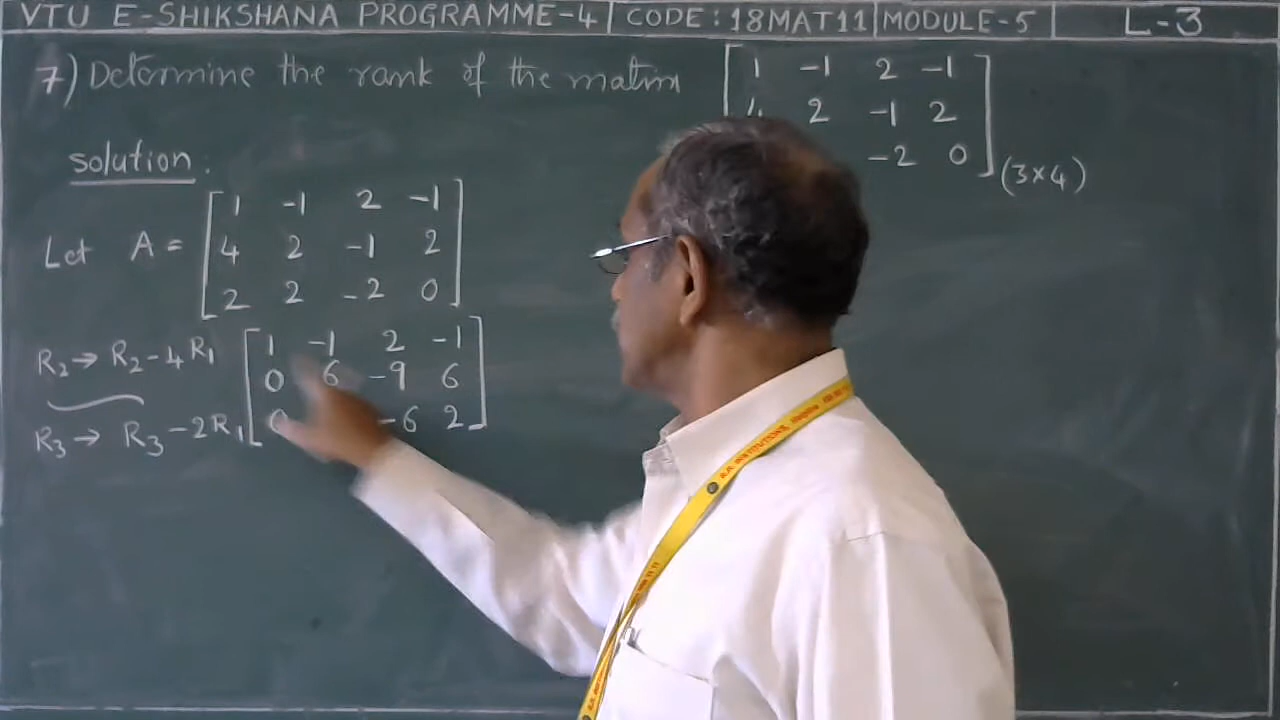 VTU E-SHIKSHANA PROGRAMME-4 | CODE : 18MAT11 | MODULE-5 | L-3
7) Determine the rank of the matrix
1 -1 2 -1
2 -1 2
-2 0
(3×4)
Solution.
Let A =
1 -1 2 -1
4 2 -1 2
2 2 -2 0
R2 → R2 - 4R1
R3 → R3 - 2R1
1 -1 2 -1
0 6 -9 6
0 -6 2